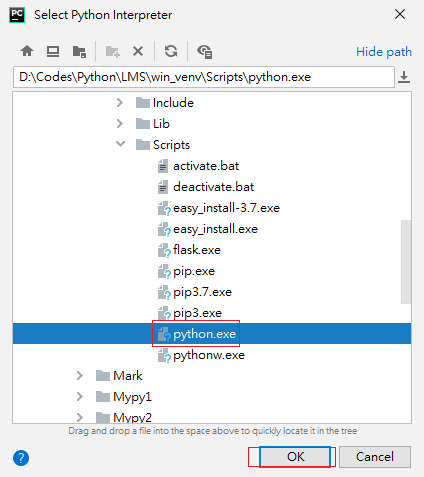 PC
Select Python Interpreter
Hide path
D:\Codes\Python\LMS\win_venv\Scripts\python.exe
Include
Lib
Scripts
activate.bat
deactivate.bat
easy_install-3.7.exe
easy_install.exe
flask.exe
pip.exe
pip3.7.exe
pip3.exe
python.exe
pythonw.exe
Mark
Mypy1
Mypy2
Drag and drop a file into the space above to quickly locate it in the tree
?
OK
Cancel